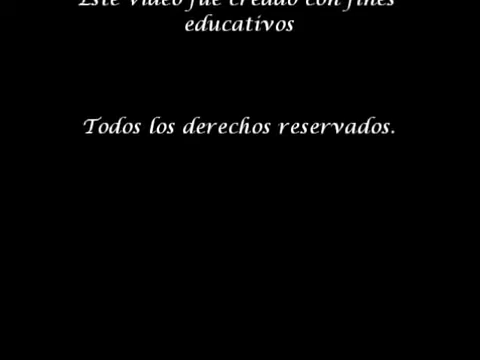 Este video fue creado con fines
educativos
Todos los derechos reservados.